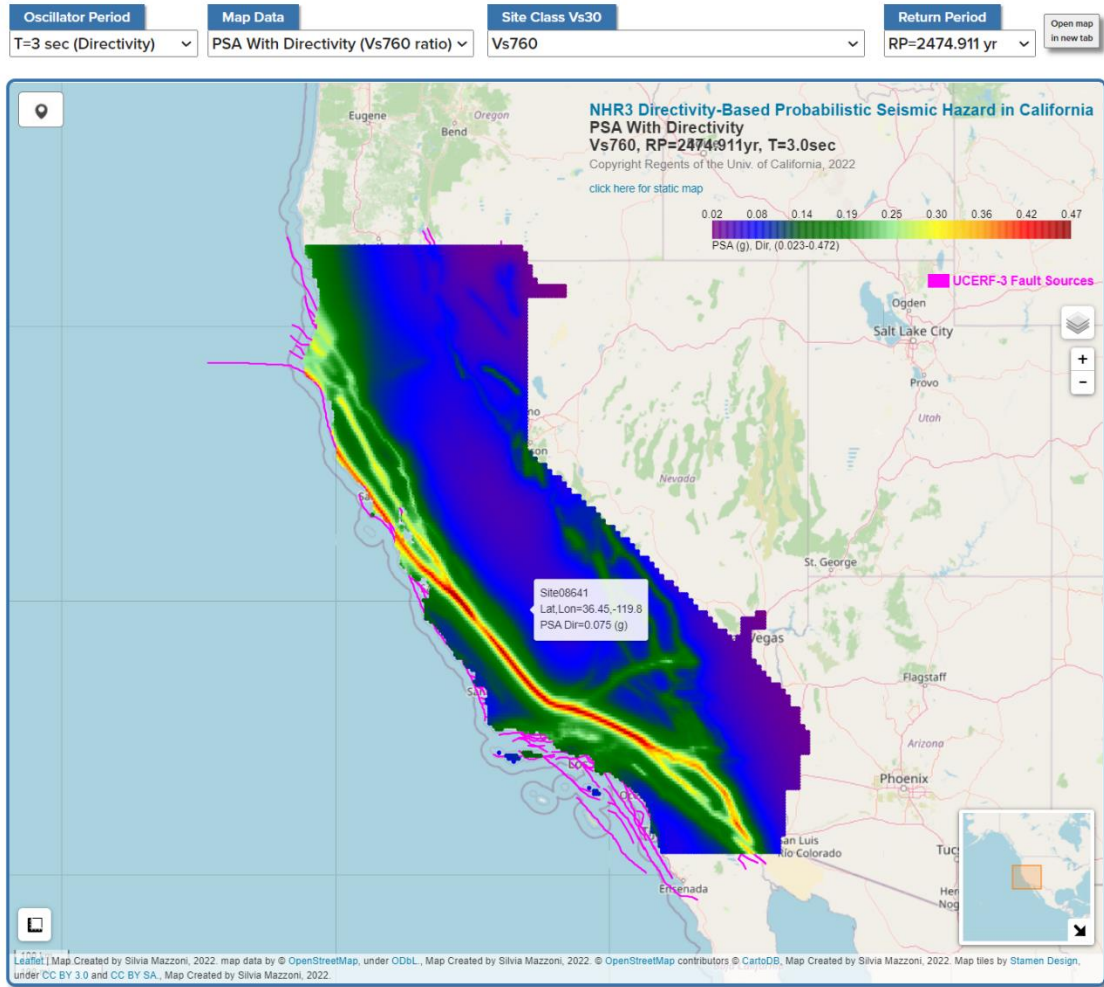 Oscillator Period
Map Data
Site Class Vs30
Return Period
T=3 sec (Directivity)
PSA With Directivity (Vs760 ratio)
Vs760
RP=2474.911 yr
Open map
in new tab
NHR3 Directivity-Based Probabilistic Seismic Hazard in California
PSA With Directivity
Vs760, RP=2474.911yr, T=3.0sec
Copyright Regents of the Univ. of California, 2022
click here for static map
0.02 0.08 0.14 0.19 0.25 0.30 0.36 0.42 0.47
PSA (g). Dir, (0.023-0.472)
UCERF-3 Fault Sources
Eugene
Oregon
Bend
Ogden
Salt Lake City
+
-
Provo
Utah
Nevada
St. George
Site08641
Lat,Lon=36.45,-119.8
PSA Dir=0.075 (g)
Vegas
Flagstaff
Arizona
Phoenix
San Luis
Río Colorado
Ensenada
Leaflet | Map Created by Silvia Mazzoni, 2022. map data by © OpenStreetMap, under ODbL., Map Created by Silvia Mazzoni, 2022. © OpenStreetMap contributors © CartoDB, Map Created by Silvia Mazzoni, 2022. Map tiles by Stamen Design,
under CC BY 3.0 and CC BY SA., Map Created by Silvia Mazzoni, 2022.